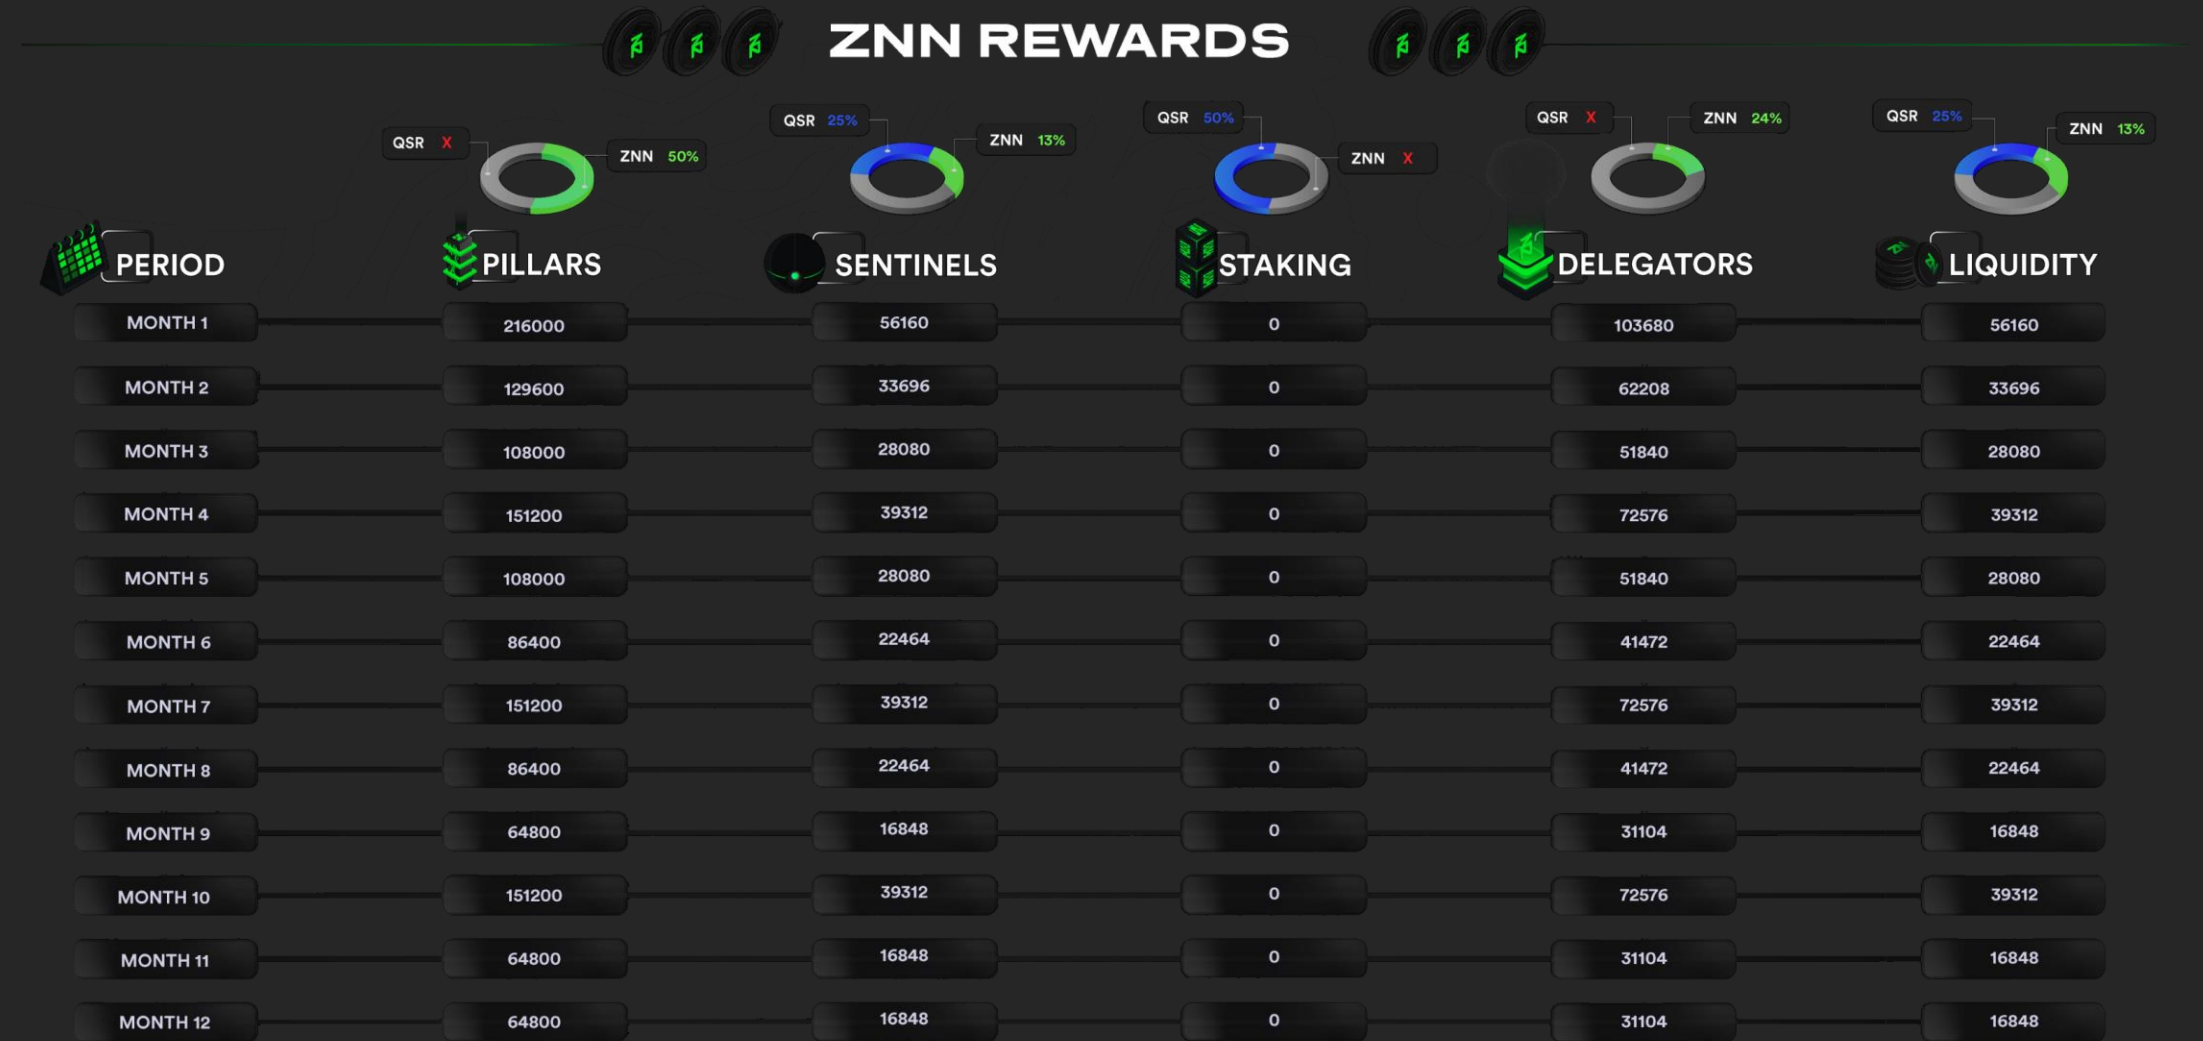 ZNN REWARDS
QSR X
ZNN 50%
QSR 25%
ZNN 13%
QSR 50%
ZNN X
QSR X
ZNN 24%
QSR 25%
ZNN 13%
PERIOD PILLARS SENTINELS STAKING DELEGATORS LIQUIDITY
MONTH 1 216000 56160 0 103680 56160
MONTH 2 129600 33696 0 62208 33696
MONTH 3 108000 28080 0 51840 28080
MONTH 4 151200 39312 0 72576 39312
MONTH 5 108000 28080 0 51840 28080
MONTH 6 86400 22464 0 41472 22464
MONTH 7 151200 39312 0 72576 39312
MONTH 8 86400 22464 0 41472 22464
MONTH 9 64800 16848 0 31104 16848
MONTH 10 151200 39312 0 72576 39312
MONTH 11 64800 16848 0 31104 16848
MONTH 12 64800 16848 0 31104 16848